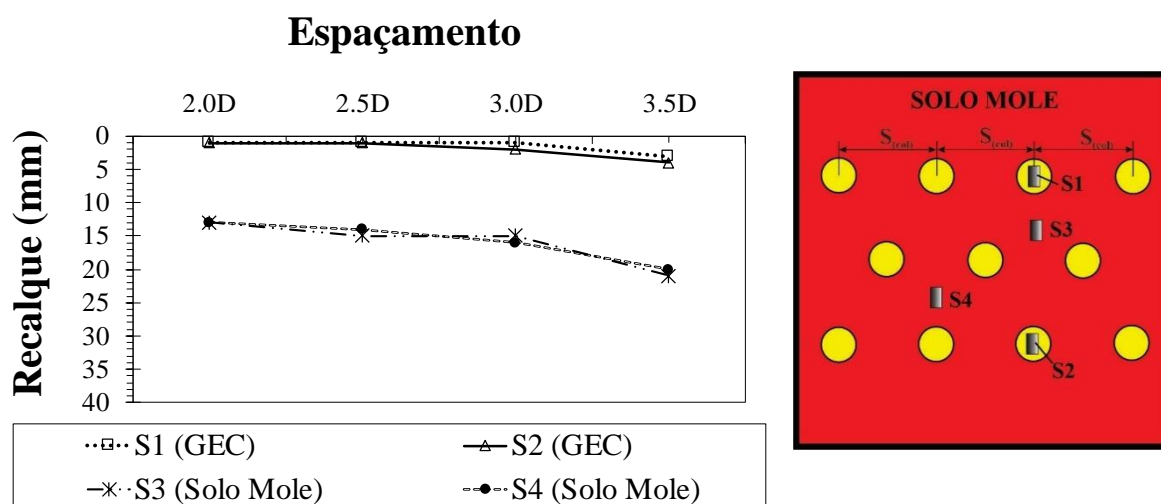 Espaçamento
2.0D 2.5D 3.0D 3.5D
Recalque (mm)
0
5
10
15
20
25
30
35
40
S1 (GEC) S2 (GEC)
S3 (Solo Mole) S4 (Solo Mole)
SOLO MOLE
S(col) S(col) S(col)
S1
S3
S4
S2